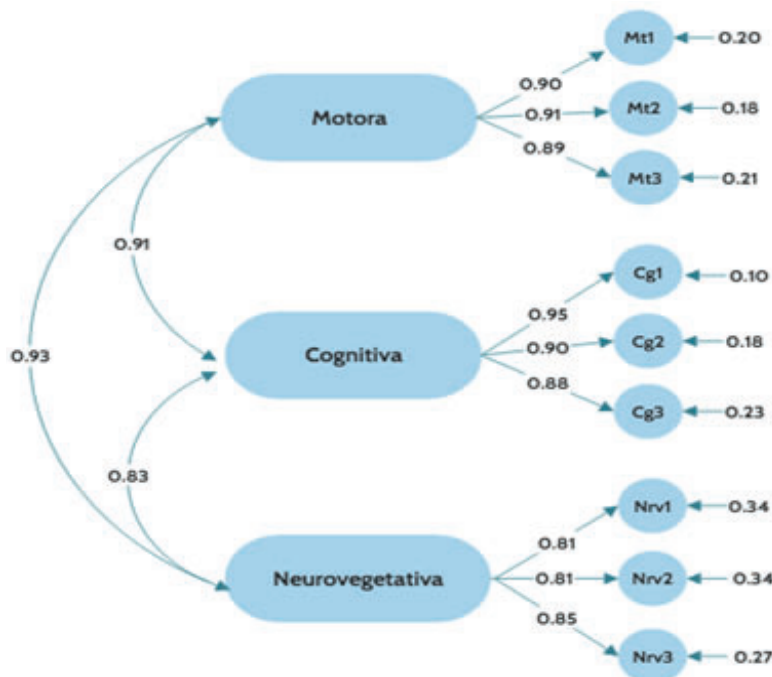 Mt1
0.20
0.90
Motora
0.91
Mt2
0.18
0.89
Mt3
0.21
0.91
Cg1
0.10
0.95
0.93
Cognitiva
0.90
Cg2
0.18
0.88
Cg3
0.23
0.83
Nrv1
0.34
0.81
Neurovegetativa
0.81
Nrv2
0.34
0.85
Nrv3
0.27